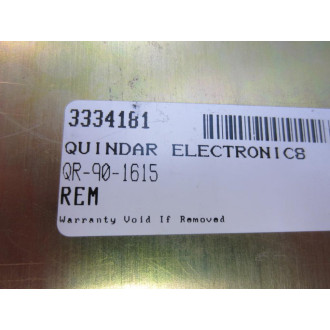 3334181
QUINDAR ELECTRONICS
QR-90-1615
REM
Warranty Void If Removed